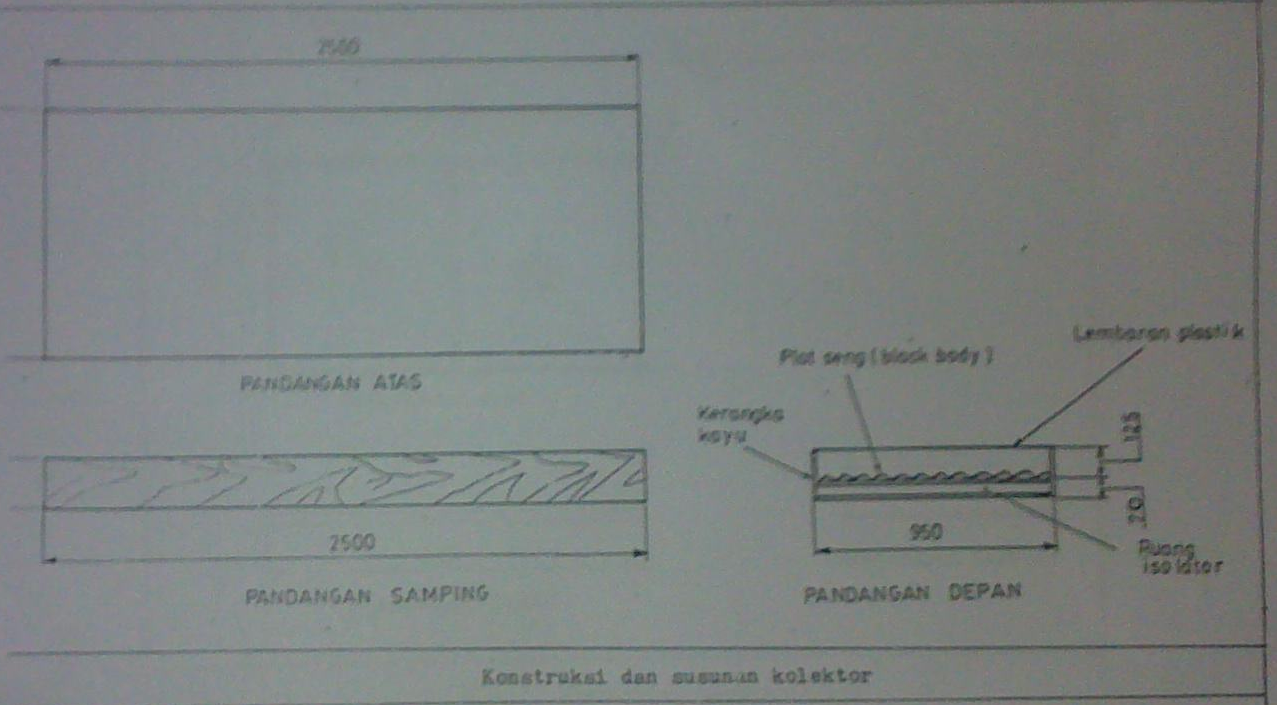 2500
PANDANGAN ATAS
2500
PANDANGAN SAMPING
Plat seng (black body)
Lembaran plastik
Kerangka
kayu
125
20
950
Ruang
isolator
PANDANGAN DEPAN
Konstruksi dan susunan kolektor